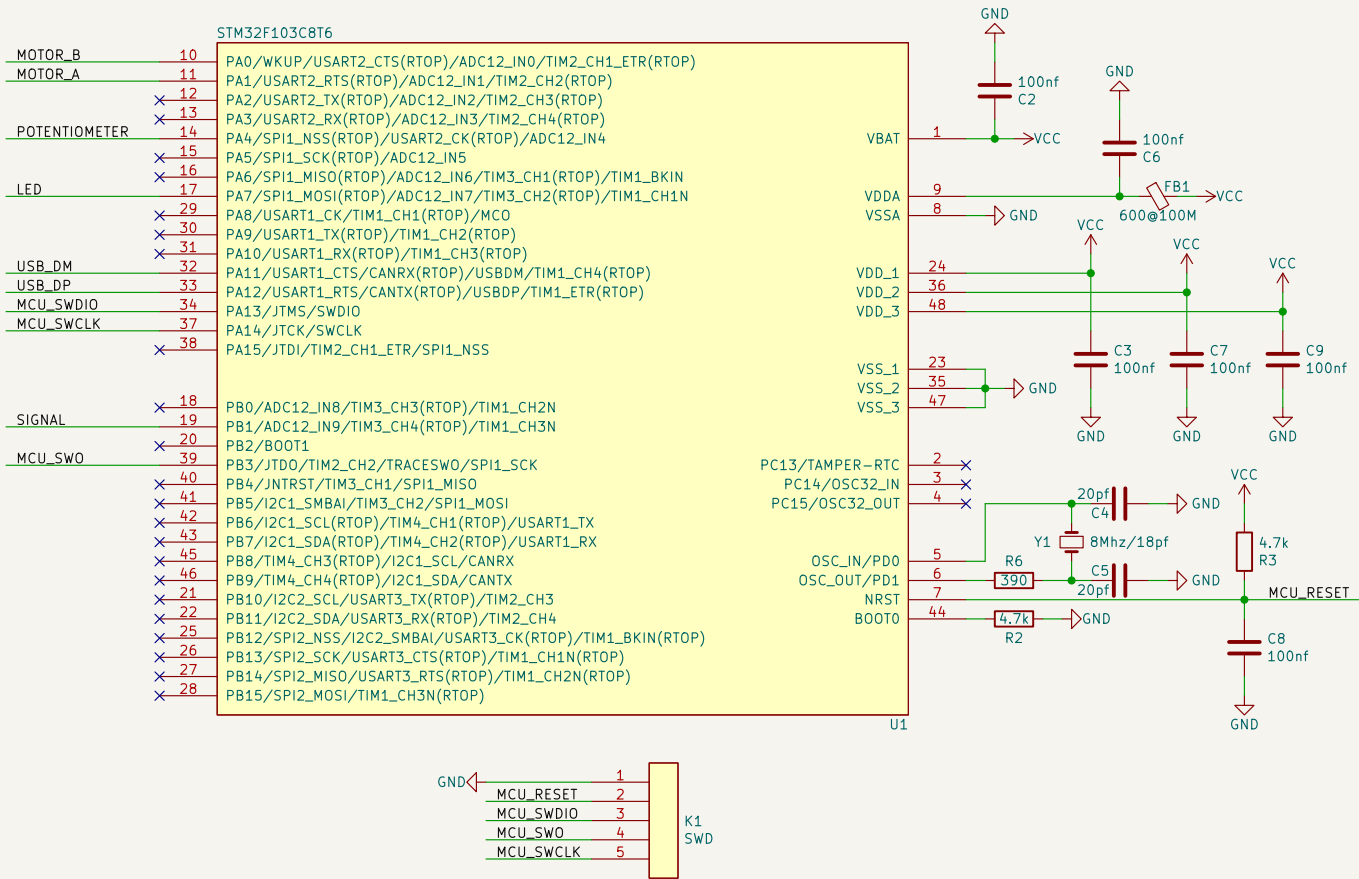 STM32F103C8T6
MOTOR_B 10 PA0/WKUP/USART2_CTS(RTOP)/ADC12_IN0/TIM2_CH1_ETR(RTOP)
MOTOR_A 11 PA1/USART2_RTS(RTOP)/ADC12_IN1/TIM2_CH2(RTOP)
12 PA2/USART2_TX(RTOP)/ADC12_IN2/TIM2_CH3(RTOP)
13 PA3/USART2_RX(RTOP)/ADC12_IN3/TIM2_CH4(RTOP)
POTENTIOMETER 14 PA4/SPI1_NSS(RTOP)/USART2_CK(RTOP)/ADC12_IN4
15 PA5/SPI1_SCK(RTOP)/ADC12_IN5
16 PA6/SPI1_MISO(RTOP)/ADC12_IN6/TIM3_CH1(RTOP)/TIM1_BKIN
LED 17 PA7/SPI1_MOSI(RTOP)/ADC12_IN7/TIM3_CH2(RTOP)/TIM1_CH1N
29 PA8/USART1_CK/TIM1_CH1(RTOP)/MCO
30 PA9/USART1_TX(RTOP)/TIM1_CH2(RTOP)
31 PA10/USART1_RX(RTOP)/TIM1_CH3(RTOP)
USB_DM 32 PA11/USART1_CTS/CANRX(RTOP)/USBDM/TIM1_CH4(RTOP)
USB_DP 33 PA12/USART1_RTS/CANTX(RTOP)/USBDP/TIM1_ETR(RTOP)
MCU_SWDIO 34 PA13/JTMS/SWDIO
MCU_SWCLK 37 PA14/JTCK/SWCLK
38 PA15/JTDI/TIM2_CH1_ETR/SPI1_NSS
18 PB0/ADC12_IN8/TIM3_CH3(RTOP)/TIM1_CH2N
SIGNAL 19 PB1/ADC12_IN9/TIM3_CH4(RTOP)/TIM1_CH3N
20 PB2/BOOT1
MCU_SWO 39 PB3/JTDO/TIM2_CH2/TRACESWO/SPI1_SCK
40 PB4/JNTRST/TIM3_CH1/SPI1_MISO
41 PB5/I2C1_SMBAI/TIM3_CH2/SPI1_MOSI
42 PB6/I2C1_SCL(RTOP)/TIM4_CH1(RTOP)/USART1_TX
43 PB7/I2C1_SDA(RTOP)/TIM4_CH2(RTOP)/USART1_RX
45 PB8/TIM4_CH3(RTOP)/I2C1_SCL/CANRX
46 PB9/TIM4_CH4(RTOP)/I2C1_SDA/CANTX
21 PB10/I2C2_SCL/USART3_TX(RTOP)/TIM2_CH3
22 PB11/I2C2_SDA/USART3_RX(RTOP)/TIM2_CH4
25 PB12/SPI2_NSS/I2C2_SMBAI/USART3_CK(RTOP)/TIM1_BKIN(RTOP)
26 PB13/SPI2_SCK/USART3_CTS(RTOP)/TIM1_CH1N(RTOP)
27 PB14/SPI2_MISO/USART3_RTS(RTOP)/TIM1_CH2N(RTOP)
28 PB15/SPI2_MOSI/TIM1_CH3N(RTOP)
GND
100nf
C2
VBAT 1 VCC
GND
100nf
C6
VDDA 9 FB1 VCC
600@100M
VSSA 8 GND
VCC
VCC
VCC
VDD_1 24
VDD_2 36
VDD_3 48
C3
100nf
C7
100nf
C9
100nf
GND
GND
GND
VSS_1 23
VSS_2 35 GND
VSS_3 47
PC13/TAMPER-RTC 2
PC14/OSC32_IN 3
PC15/OSC32_OUT 4
20pf
C4
GND
Y1 8Mhz/18pf
OSC_IN/PD0 5
R6
OSC_OUT/PD1 6 390
C5
20pf
GND
VCC
4.7k
R3
NRST 7 MCU_RESET
BOOT0 44 4.7k GND
R2
C8
100nf
GND
U1
GND 1
MCU_RESET 2
MCU_SWDIO 3
MCU_SWO 4
MCU_SWCLK 5
K1
SWD